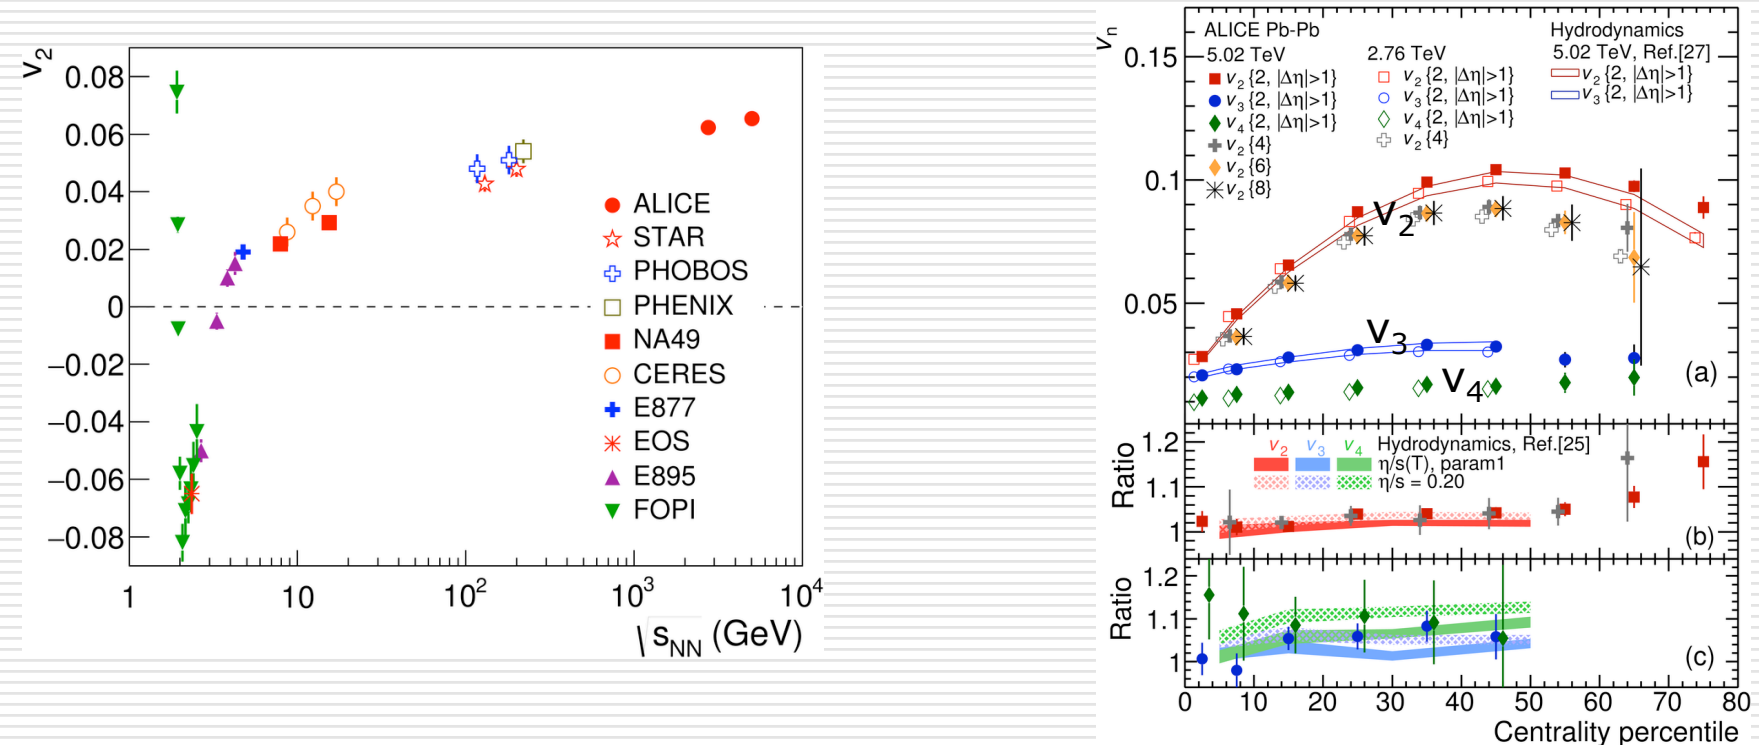 v2
0.08
0.06
0.04
0.02
0
−0.02
−0.04
−0.06
−0.08
1
10
10²
10³
10⁴
√sNN (GeV)
ALICE
STAR
PHOBOS
PHENIX
NA49
CERES
E877
EOS
E895
FOPI
vn
0.15
0.1
0.05
ALICE Pb-Pb
5.02 TeV
v2{2, |Δη|>1}
v3{2, |Δη|>1}
v4{2, |Δη|>1}
v2{4}
v2{6}
v2{8}
2.76 TeV
v2{2, |Δη|>1}
v3{2, |Δη|>1}
v4{2, |Δη|>1}
v2{4}
Hydrodynamics
5.02 TeV, Ref.[27]
v2{2, |Δη|>1}
v3{2, |Δη|>1}
v2
v3
v4
(a)
Ratio
1.2
1.1
1
v2 v3 v4 Hydrodynamics, Ref.[25]
η/s(T), param1
η/s = 0.20
(b)
Ratio
1.2
1.1
1
(c)
0 10 20 30 40 50 60 70 80
Centrality percentile